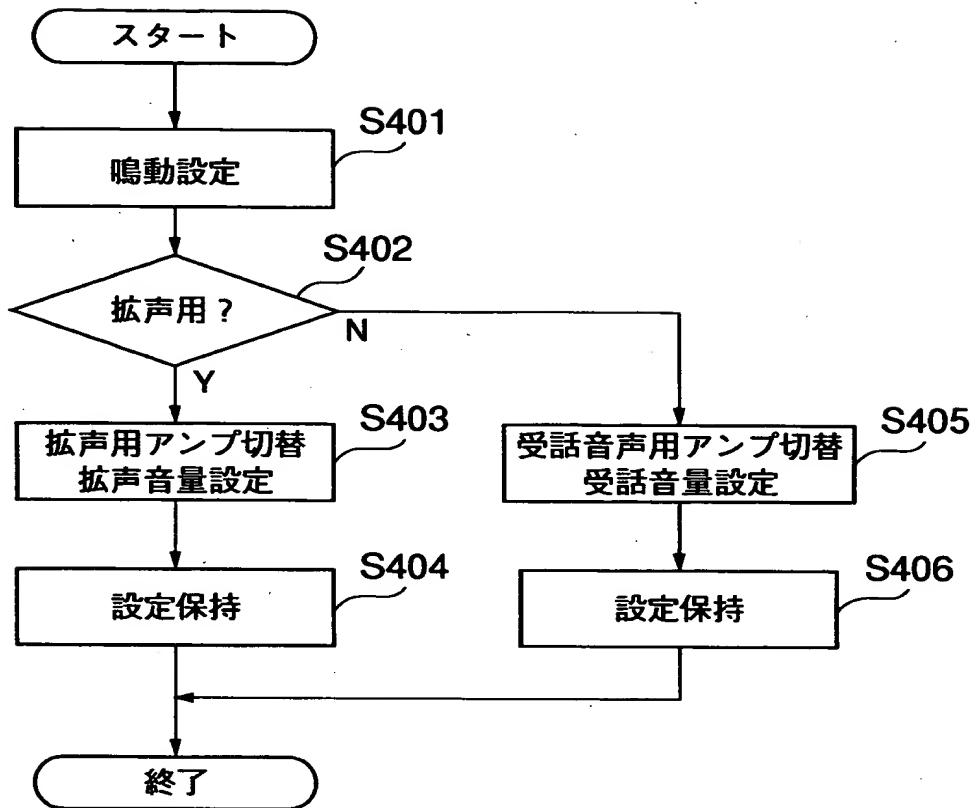 スタート
S401
鳴動設定
S402
拡声用？
N
Y
S403
拡声用アンプ切替
拡声音量設定
S404
設定保持
S405
受話音声用アンプ切替
受話音量設定
S406
設定保持
終了